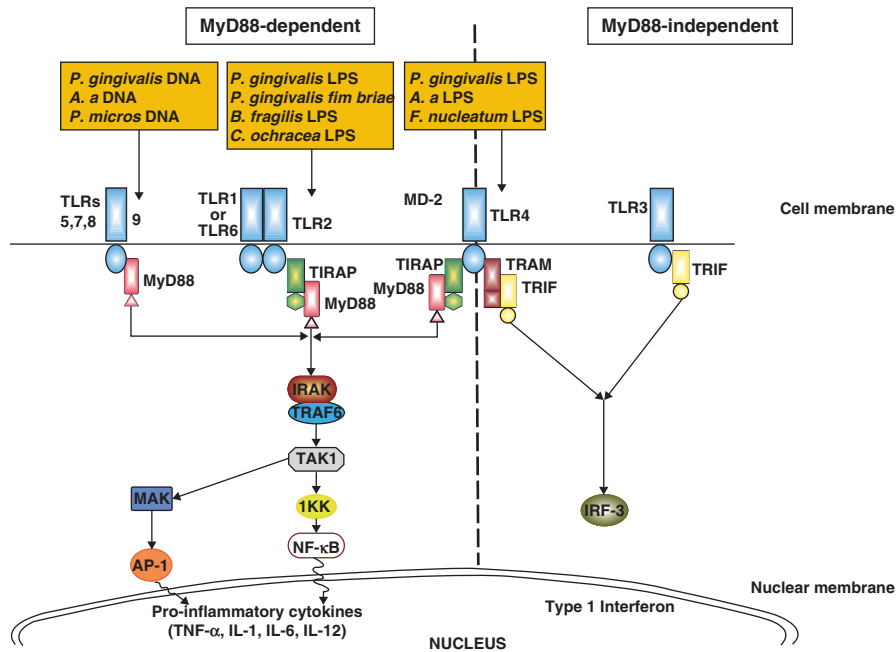 MyD88-dependent
MyD88-independent
P. gingivalis DNA
A. a DNA
P. micros DNA
P. gingivalis LPS
P. gingivalis fim briae
B. fragilis LPS
C. ochracea LPS
P. gingivalis LPS
A. a LPS
F. nucleatum LPS
TLRs
5,7,8
9
TLR1
or
TLR6
TLR2
MD-2
TLR4
TLR3
Cell membrane
MyD88
TIRAP
MyD88
TIRAP
MyD88
TRAM
TRIF
TRIF
IRAK
TRAF6
TAK1
MAK
1KK
IRF-3
NF-κB
AP-1
Nuclear membrane
Pro-inflammatory cytokines
(TNF-α, IL-1, IL-6, IL-12)
Type 1 Interferon
NUCLEUS